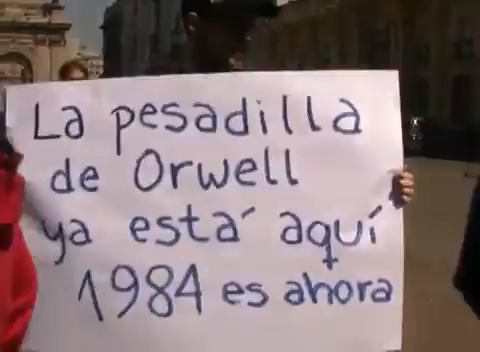 La pesadilla
de Orwell
ya está aquí
1984 es ahora